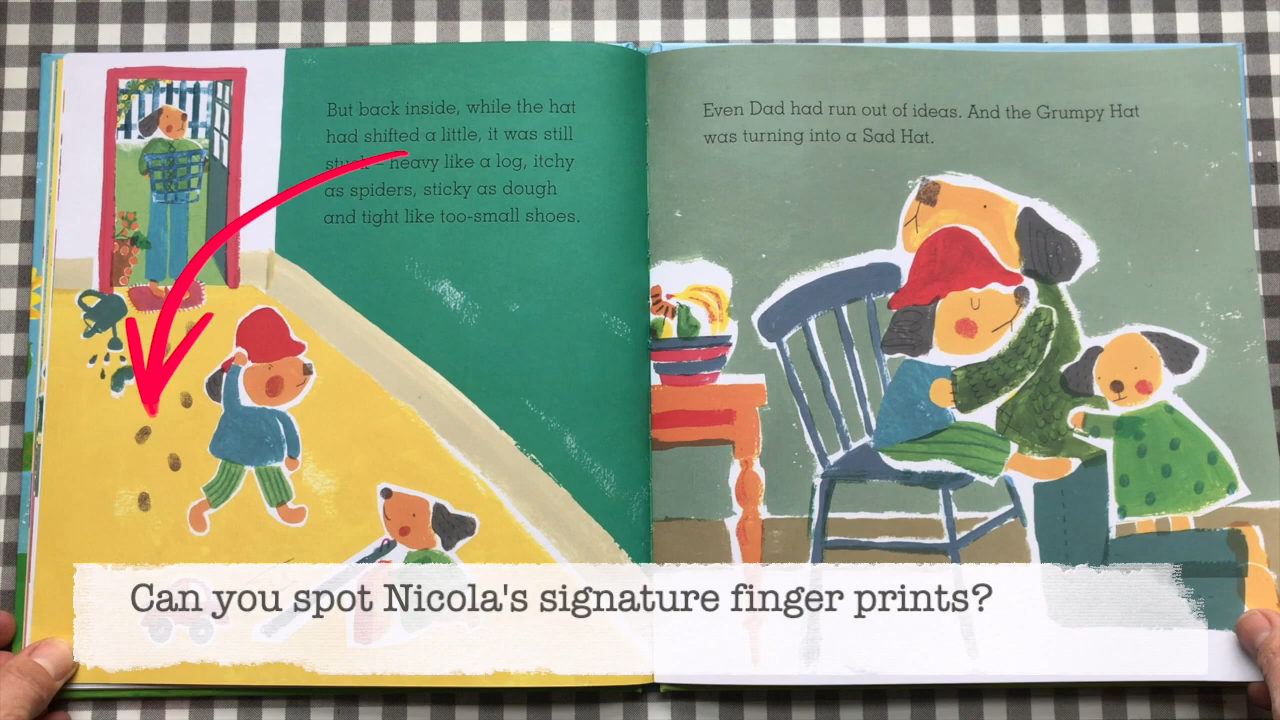 But back inside, while the hat
had shifted a little, it was still
stuck – heavy like a log, itchy
as spiders, sticky as dough
and tight like too-small shoes.
Even Dad had run out of ideas. And the Grumpy Hat
was turning into a Sad Hat.
Can you spot Nicola's signature finger prints?